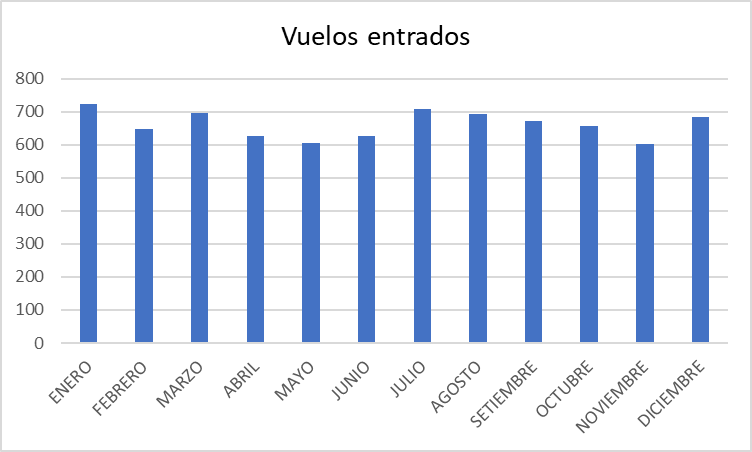 Vuelos entrados
800
700
600
500
400
300
200
100
0
ENERO
FEBRERO
MARZO
ABRIL
MAYO
JUNIO
JULIO
AGOSTO
SETIEMBRE
OCTUBRE
NOVIEMBRE
DICIEMBRE